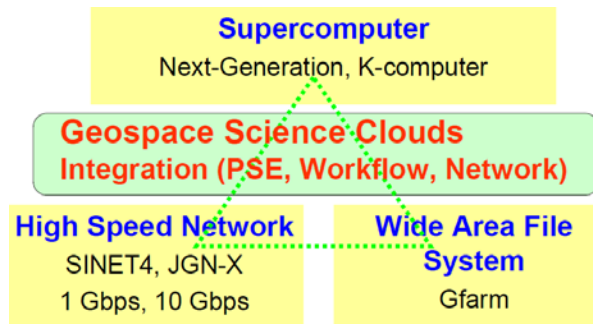 Supercomputer
Next-Generation, K-computer
Geospace Science Clouds
Integration (PSE, Workflow, Network)
High Speed Network
SINET4, JGN-X
1 Gbps, 10 Gbps
Wide Area File
System
Gfarm